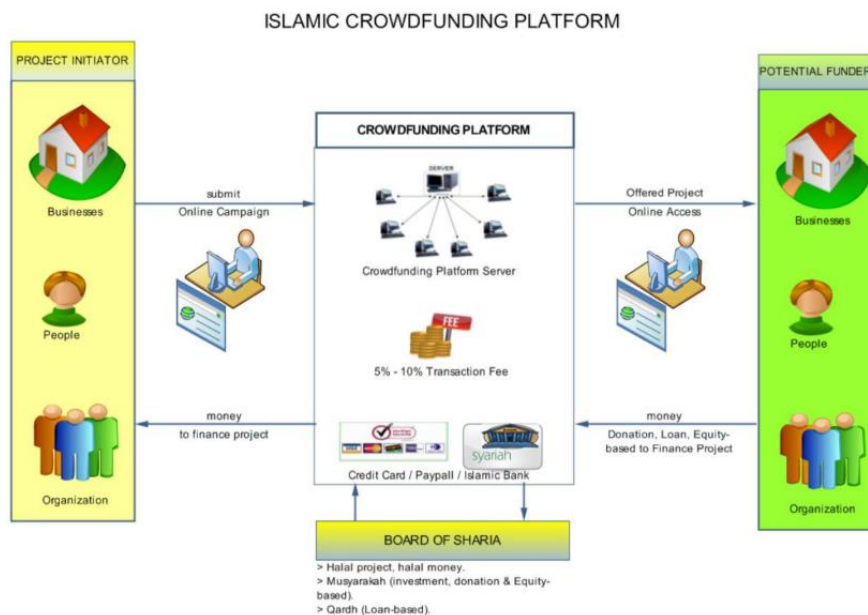 ISLAMIC CROWDFUNDING PLATFORM
PROJECT INITIATOR
Businesses
People
Organization
submit
Online Campaign
money
to finance project
CROWDFUNDING PLATFORM
SERVER
Crowdfunding Platform Server
FEE
5% - 10% Transaction Fee
syariah
Credit Card / Paypall / Islamic Bank
BOARD OF SHARIA
> Halal project, halal money.
> Musyarakah (investment, donation & Equity-
based).
> Qardh (Loan-based).
Offered Project
Online Access
money
Donation, Loan, Equity-
based to Finance Project
POTENTIAL FUNDER
Businesses
People
Organization